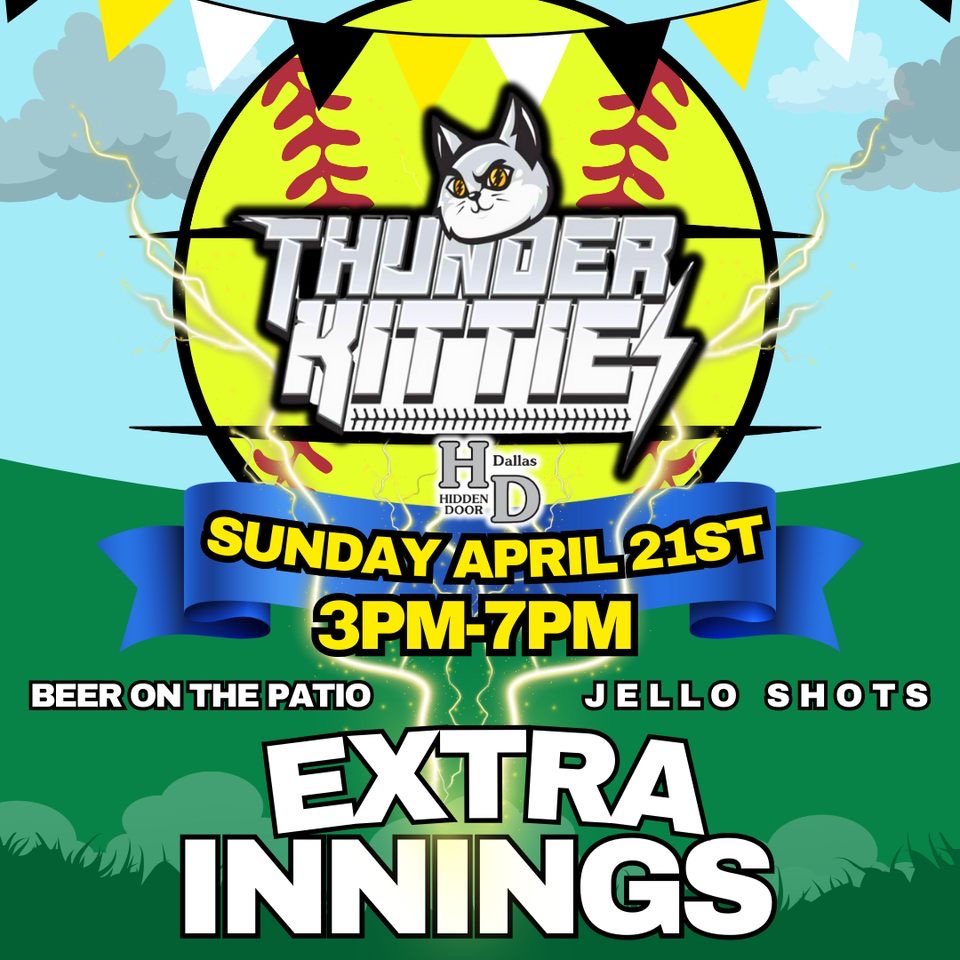 THUNDER
KITTIES
HD Dallas
HIDDEN
DOOR
SUNDAY APRIL 21ST
3PM-7PM
BEER ON THE PATIO
JELLO SHOTS
EXTRA
INNINGS